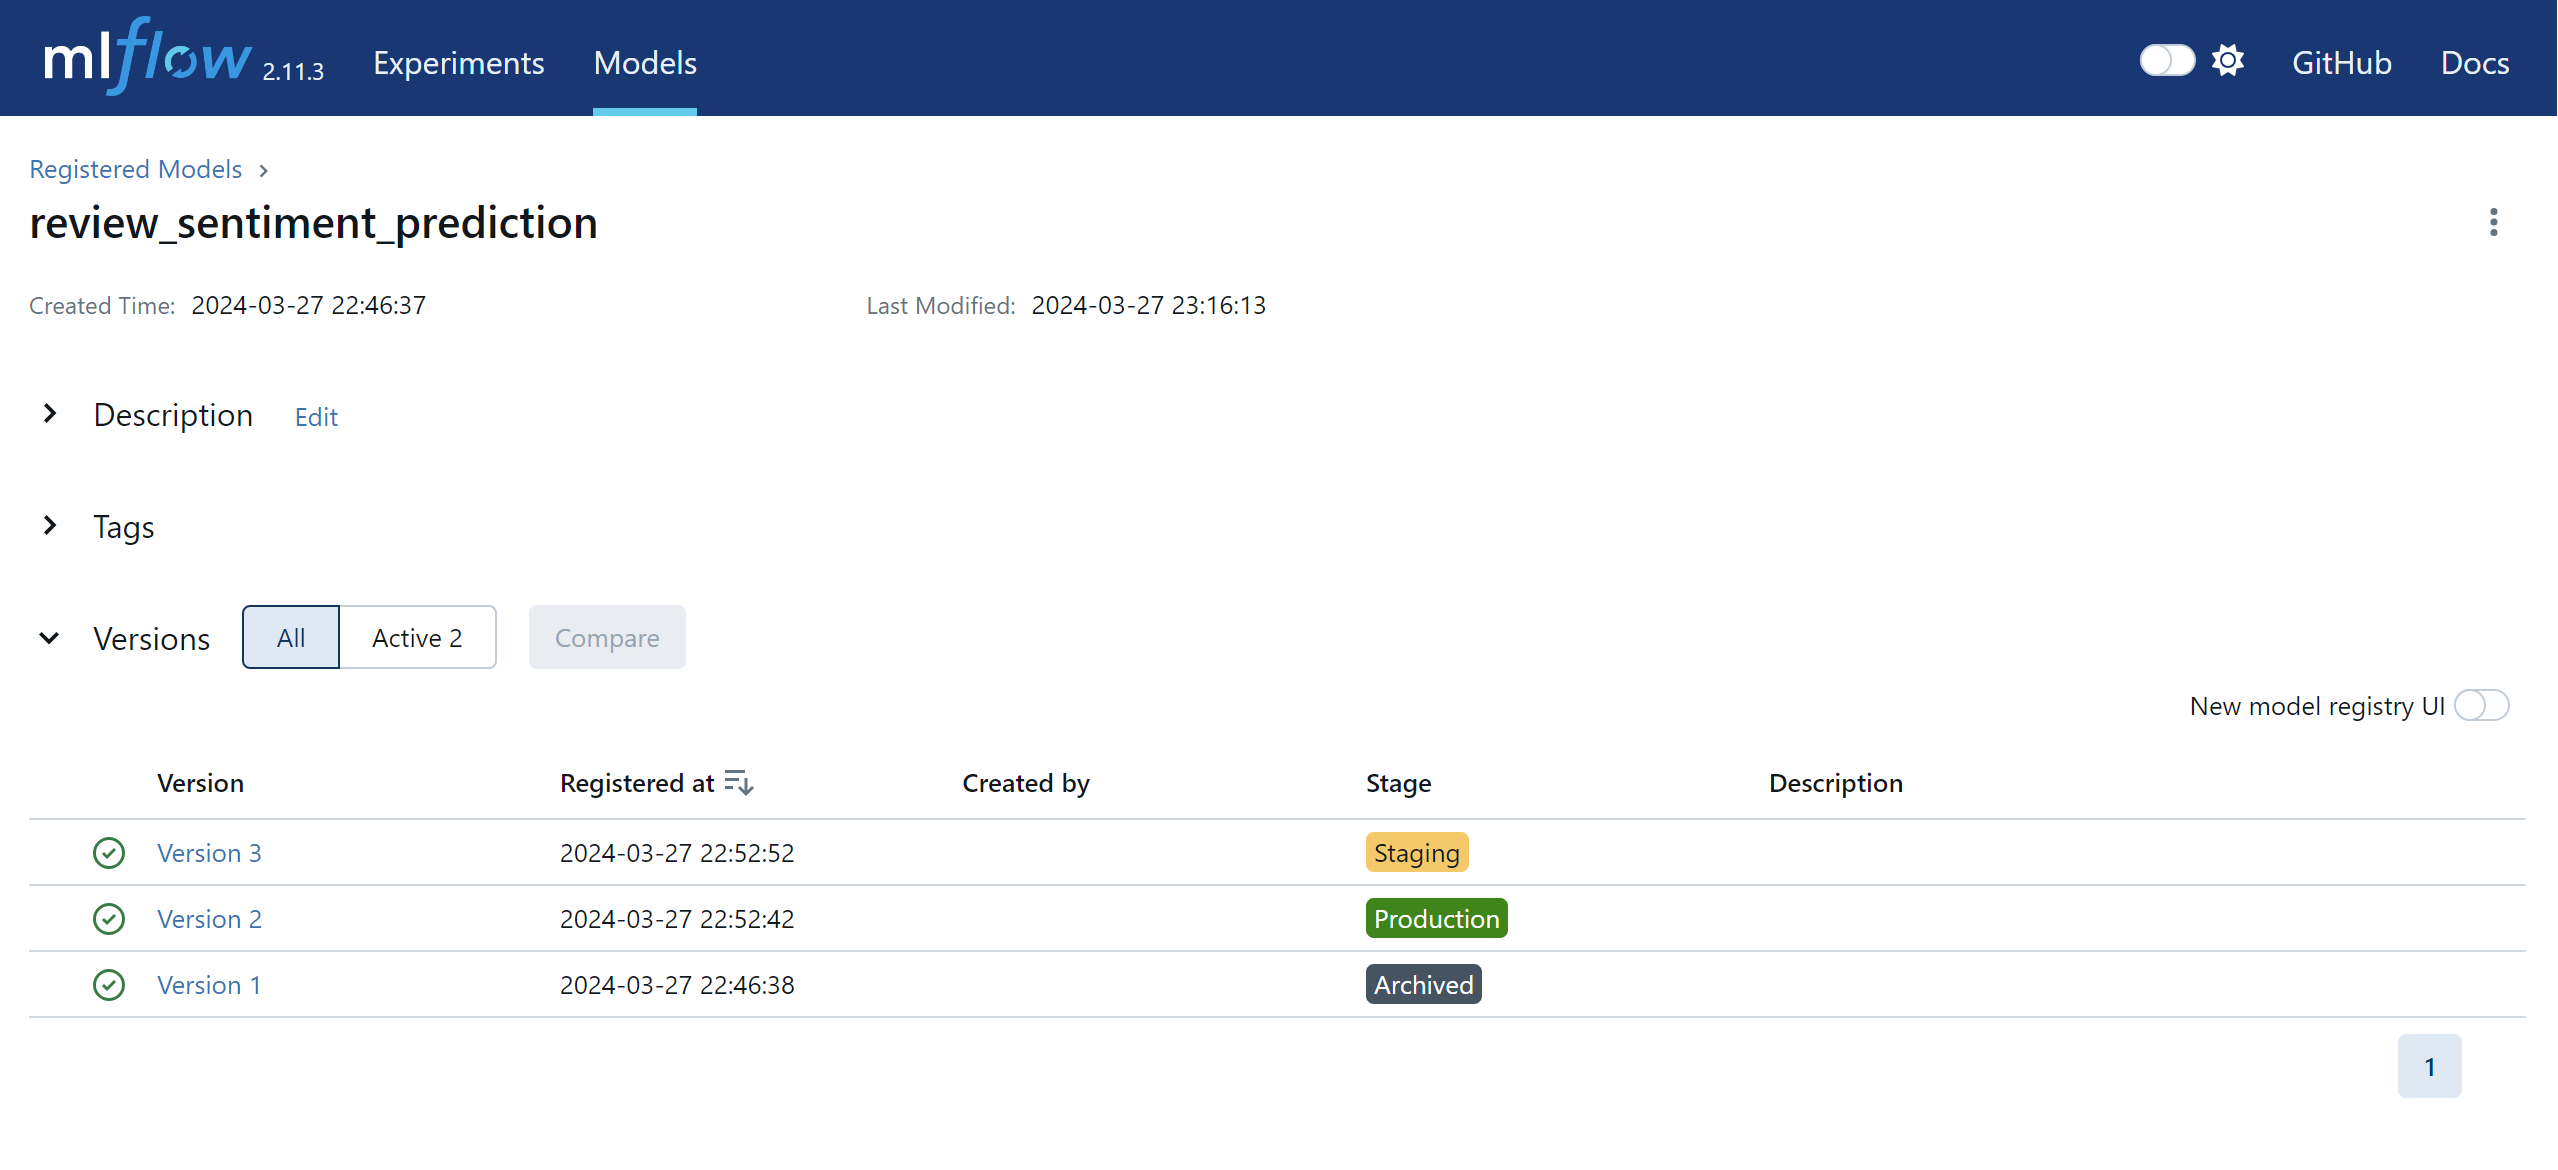 mlflow 2.11.3 Experiments Models GitHub Docs
Registered Models
review_sentiment_prediction
Created Time: 2024-03-27 22:46:37 Last Modified: 2024-03-27 23:16:13
Description Edit
Tags
Versions All Active 2 Compare
New model registry UI
Version Registered at Created by Stage Description
Version 3 2024-03-27 22:52:52 Staging
Version 2 2024-03-27 22:52:42 Production
Version 1 2024-03-27 22:46:38 Archived
1